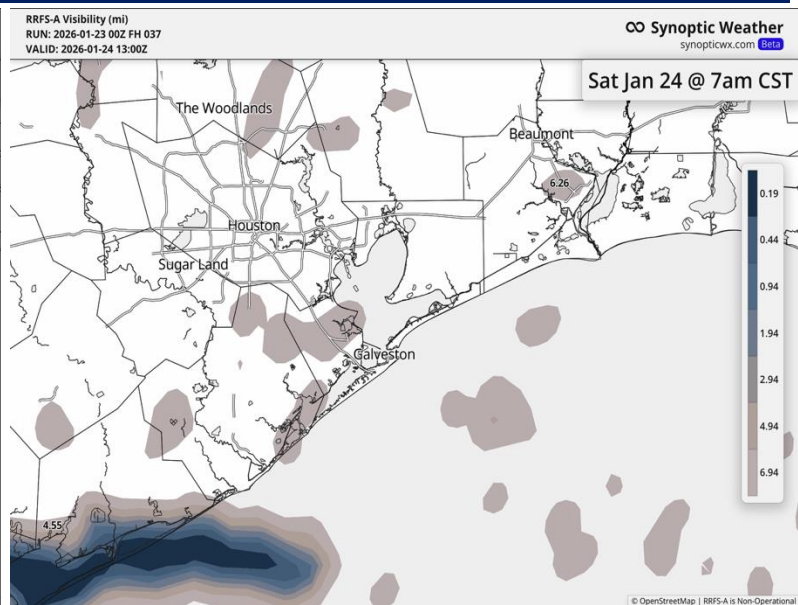 RRFS-A Visibility (mi)
RUN: 2026-01-23 00Z FH 037
VALID: 2026-01-24 13:00Z
Synoptic Weather
synopticwx.com Beta
Sat Jan 24 @ 7am CST
The Woodlands
Beaumont
6.26
Houston
Sugar Land
Galveston
4.55
0.19
0.44
0.94
1.94
2.94
4.94
6.94
© OpenStreetMap | RRFS-A is Non-Operational